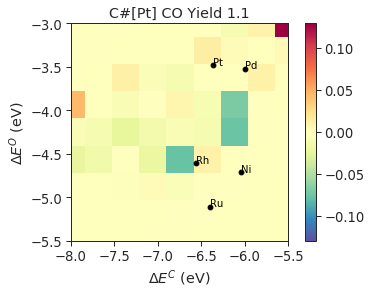 C#[Pt] CO Yield 1.1
−3.0
−3.5
−4.0
−4.5
−5.0
−5.5
ΔE^O (eV)
Pt
Pd
Rh
Ni
Ru
−8.0 −7.5 −7.0 −6.5 −6.0 −5.5
ΔE^C (eV)
0.10
0.05
0.00
−0.05
−0.10